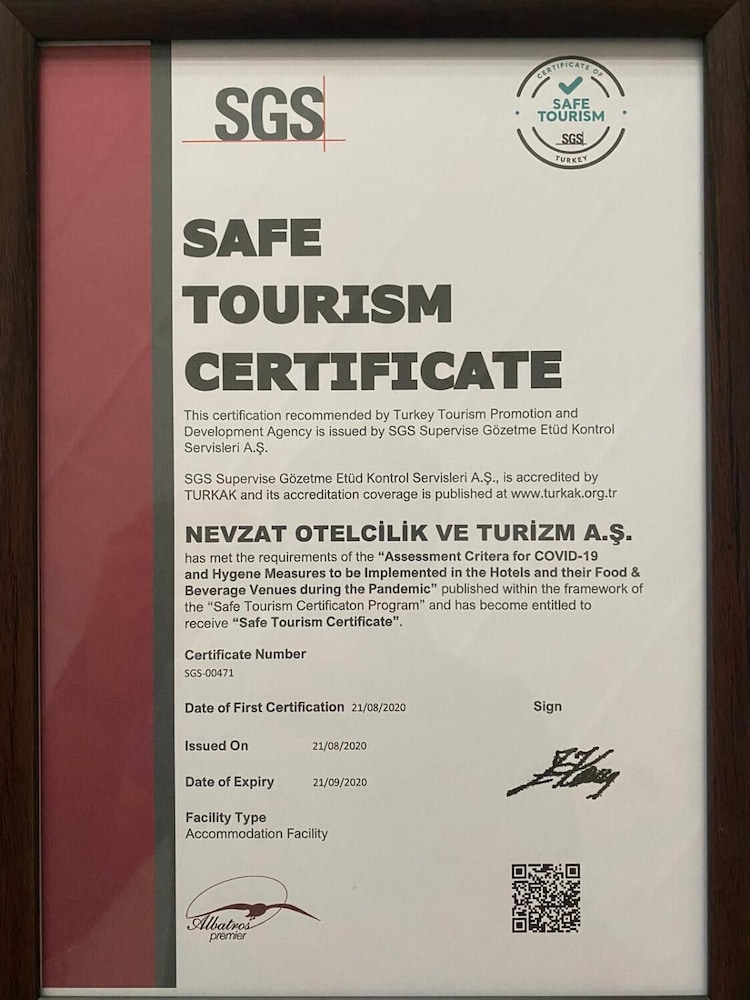 SGS
CERTIFICATE OF
SAFE
TOURISM
SGS
TURKEY
SAFE
TOURISM
CERTIFICATE
This certification recommended by Turkey Tourism Promotion and
Development Agency is issued by SGS Supervise Gözetme Etüd Kontrol
Servisleri A.Ş.
SGS Supervise Gözetme Etüd Kontrol Servisleri A.Ş., is accredited by
TURKAK and its accreditation coverage is published at www.turkak.org.tr
NEVZAT OTELCİLİK VE TURİZM A.Ş.
has met the requirements of the “Assessment Critera for COVID-19
and Hygene Measures to be Implemented in the Hotels and their Food &
Beverage Venues during the Pandemic” published within the framework of
the “Safe Tourism Certificaton Program” and has become entitled to
receive “Safe Tourism Certificate”.
Certificate Number
SGS-00471
Date of First Certification 21/08/2020
Sign
Issued On 21/08/2020
Date of Expiry 21/09/2020
Facility Type
Accommodation Facility
Albatros
premier